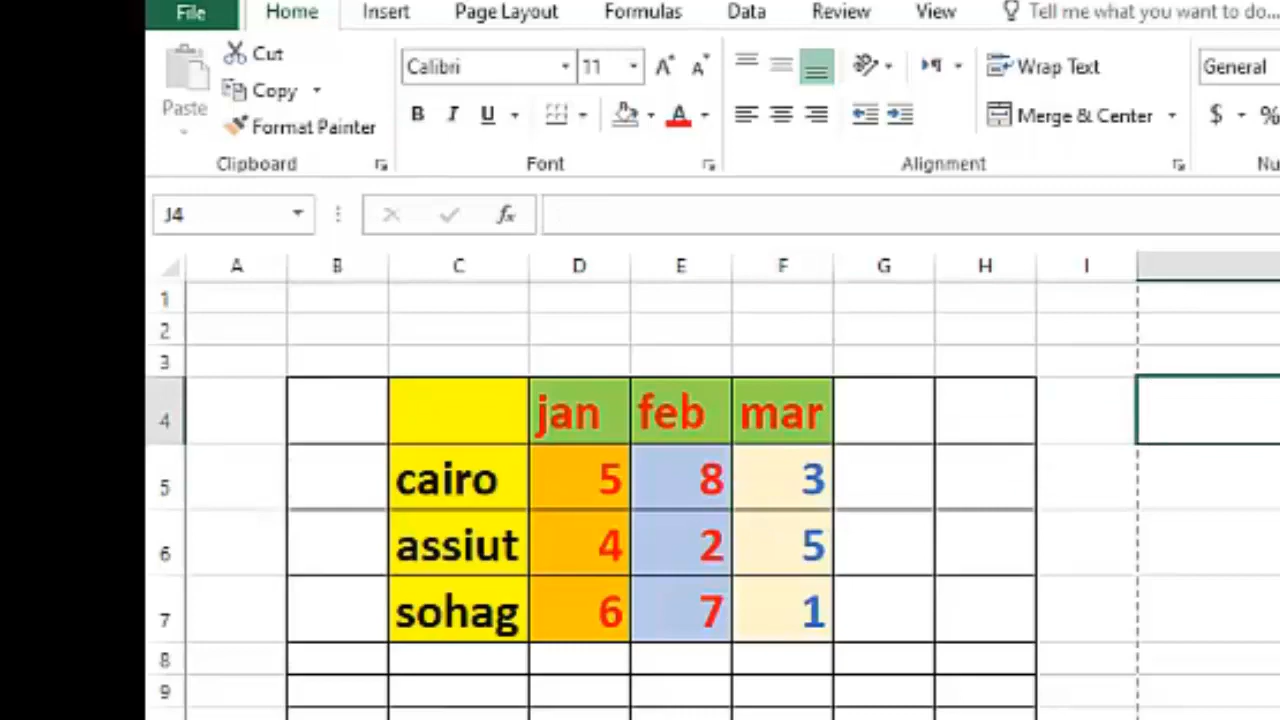 File Home Insert Page Layout Formulas Data Review View Tell me what you want to do...
Cut
Copy
Paste
Format Painter
Calibri 11
B I U A
Wrap Text
Merge & Center
General
$ %
Clipboard Font Alignment Nu
J4 fx
A B C D E F G H I
1
2
3
4 jan feb mar
5 cairo 5 8 3
6 assiut 4 2 5
7 sohag 6 7 1
8
9